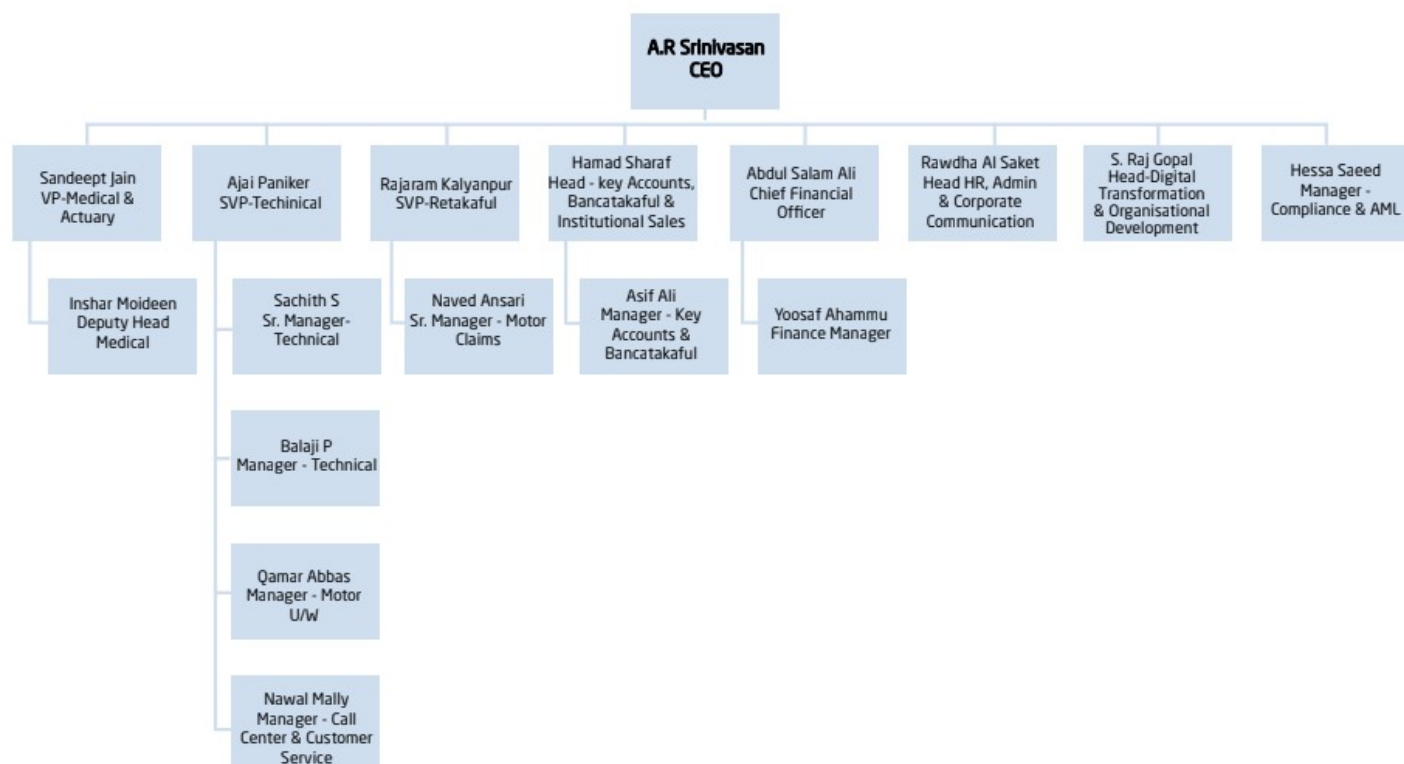 A.R Srinivasan
CEO
Sandeept Jain
VP-Medical &
Actuary
Ajai Paniker
SVP-Techinical
Rajaram Kalyanpur
SVP-Retakaful
Hamad Sharaf
Head - key Accounts,
Bancatakaful &
Institutional Sales
Abdul Salam Ali
Chief Financial
Officer
Rawdha Al Saket
Head HR, Admin
& Corporate
Communication
S. Raj Gopal
Head-Digital
Transformation
& Organisational
Development
Hessa Saeed
Manager -
Compliance & AML
Inshar Moideen
Deputy Head
Medical
Sachith S
Sr. Manager-
Technical
Naved Ansari
Sr. Manager - Motor
Claims
Asif Ali
Manager - Key
Accounts &
Bancatakaful
Yoosaf Ahammu
Finance Manager
Balaji P
Manager - Technical
Qamar Abbas
Manager - Motor
U/W
Nawal Mally
Manager - Call
Center & Customer
Service